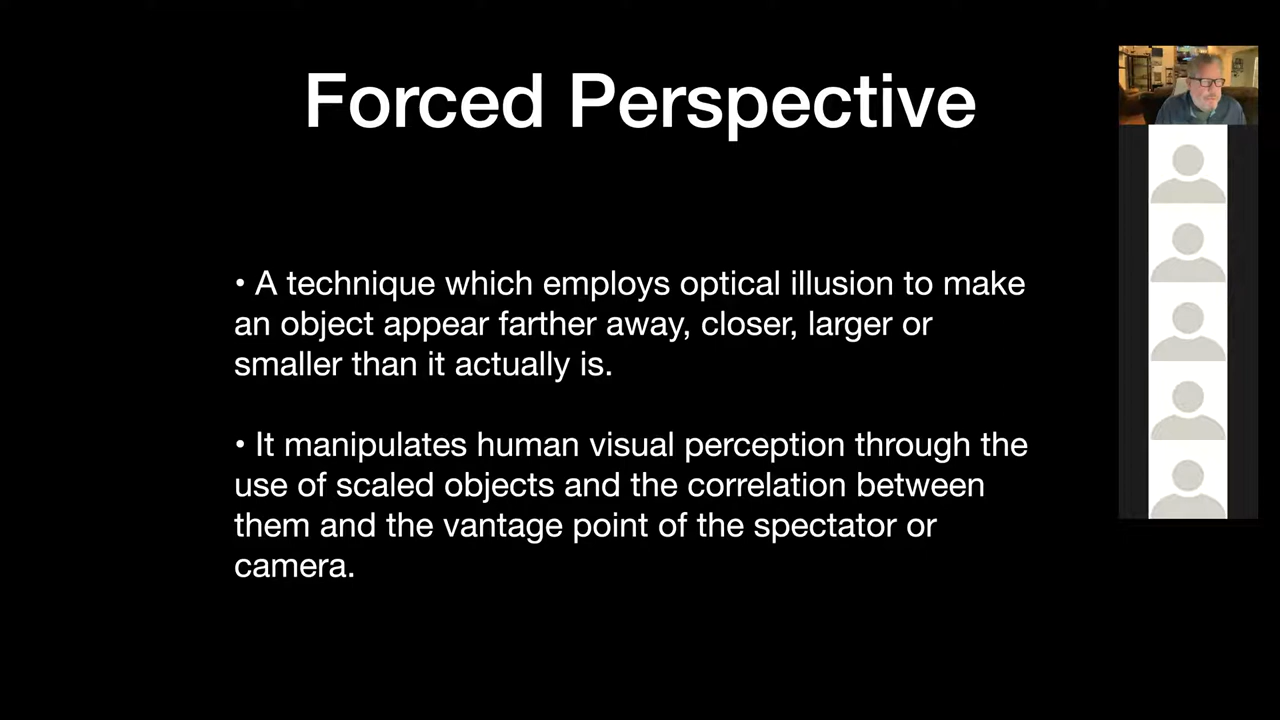 Forced Perspective
• A technique which employs optical illusion to make
an object appear farther away, closer, larger or
smaller than it actually is.
• It manipulates human visual perception through the
use of scaled objects and the correlation between
them and the vantage point of the spectator or
camera.